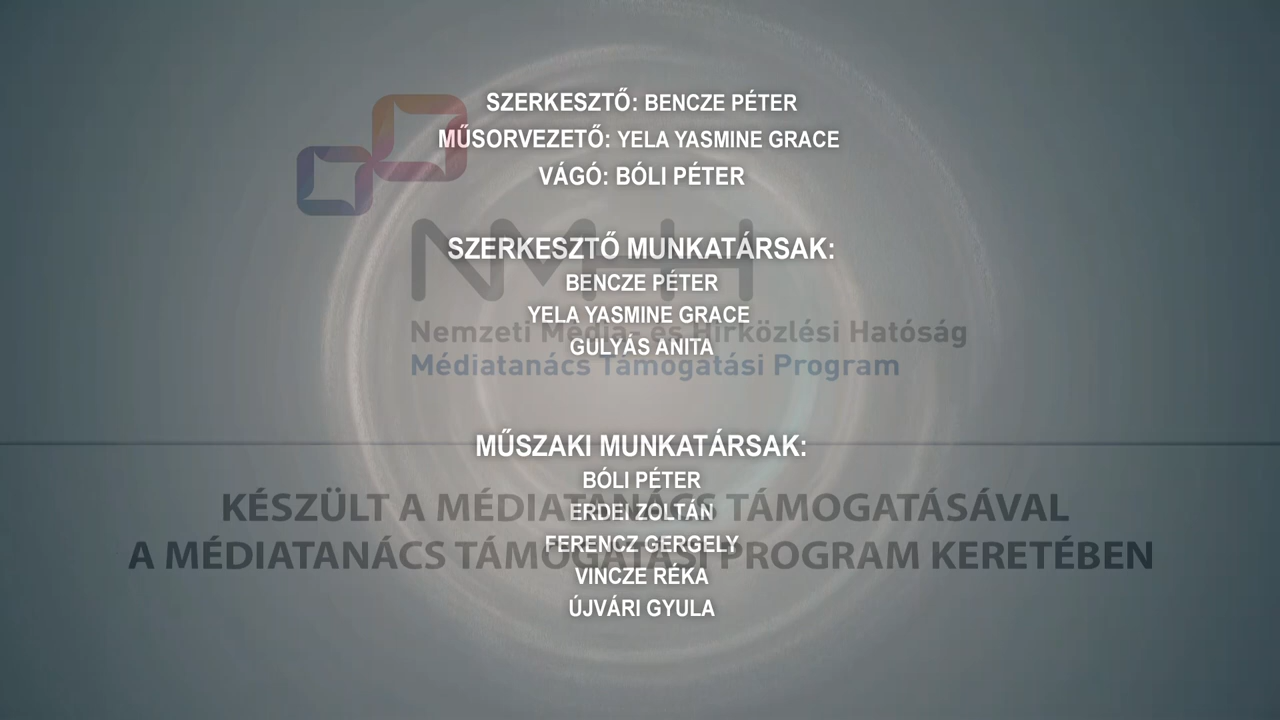 SZERKESZTŐ: BENCZE PÉTER
MŰSORVEZETŐ: YELA YASMINE GRACE
VÁGÓ: BÓLI PÉTER
SZERKESZTŐ MUNKATÁRSAK:
BENCZE PÉTER
YELA YASMINE GRACE
GULYÁS ANITA
NMHH
Nemzeti Média- és Hírközlési Hatóság
Médiatanács Támogatási Program
MŰSZAKI MUNKATÁRSAK:
BÓLI PÉTER
ERDEI ZOLTÁN
FERENCZ GERGELY
VINCZE RÉKA
ÚJVÁRI GYULA
KÉSZÜLT A MÉDIATANÁCS TÁMOGATÁSÁVAL
A MÉDIATANÁCS TÁMOGATÁSI PROGRAM KERETÉBEN